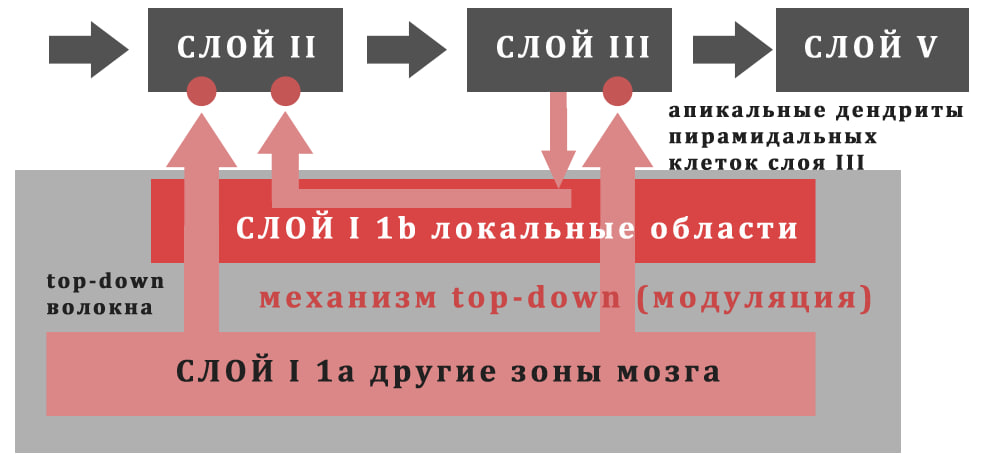 СЛОЙ II
СЛОЙ III
СЛОЙ V
апикальные дендриты
пирамидальных
клеток слоя III
СЛОЙ I 1b локальные области
top-down
волокна
механизм top-down (модуляция)
СЛОЙ I 1a другие зоны мозга